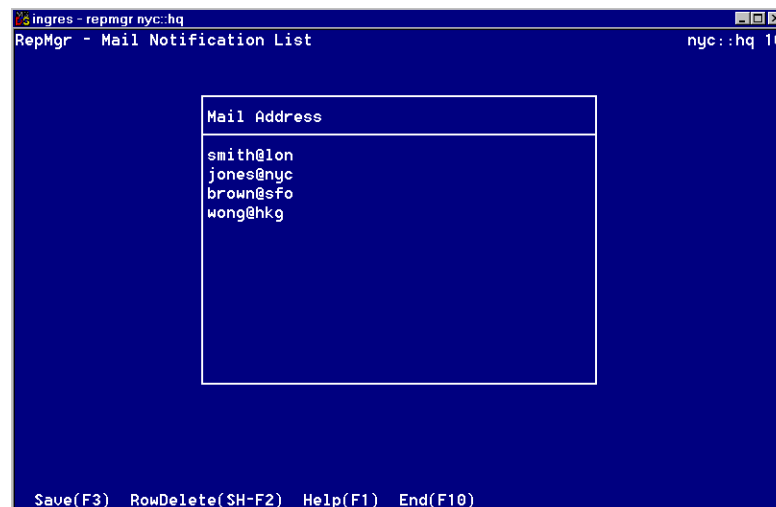 ingres - repmgr nyc::hq
RepMgr - Mail Notification List nyc::hq
Mail Address
smith@lon
jones@nyc
brown@sfo
wong@hkg
Save(F3) RowDelete(SH-F2) Help(F1) End(F10)